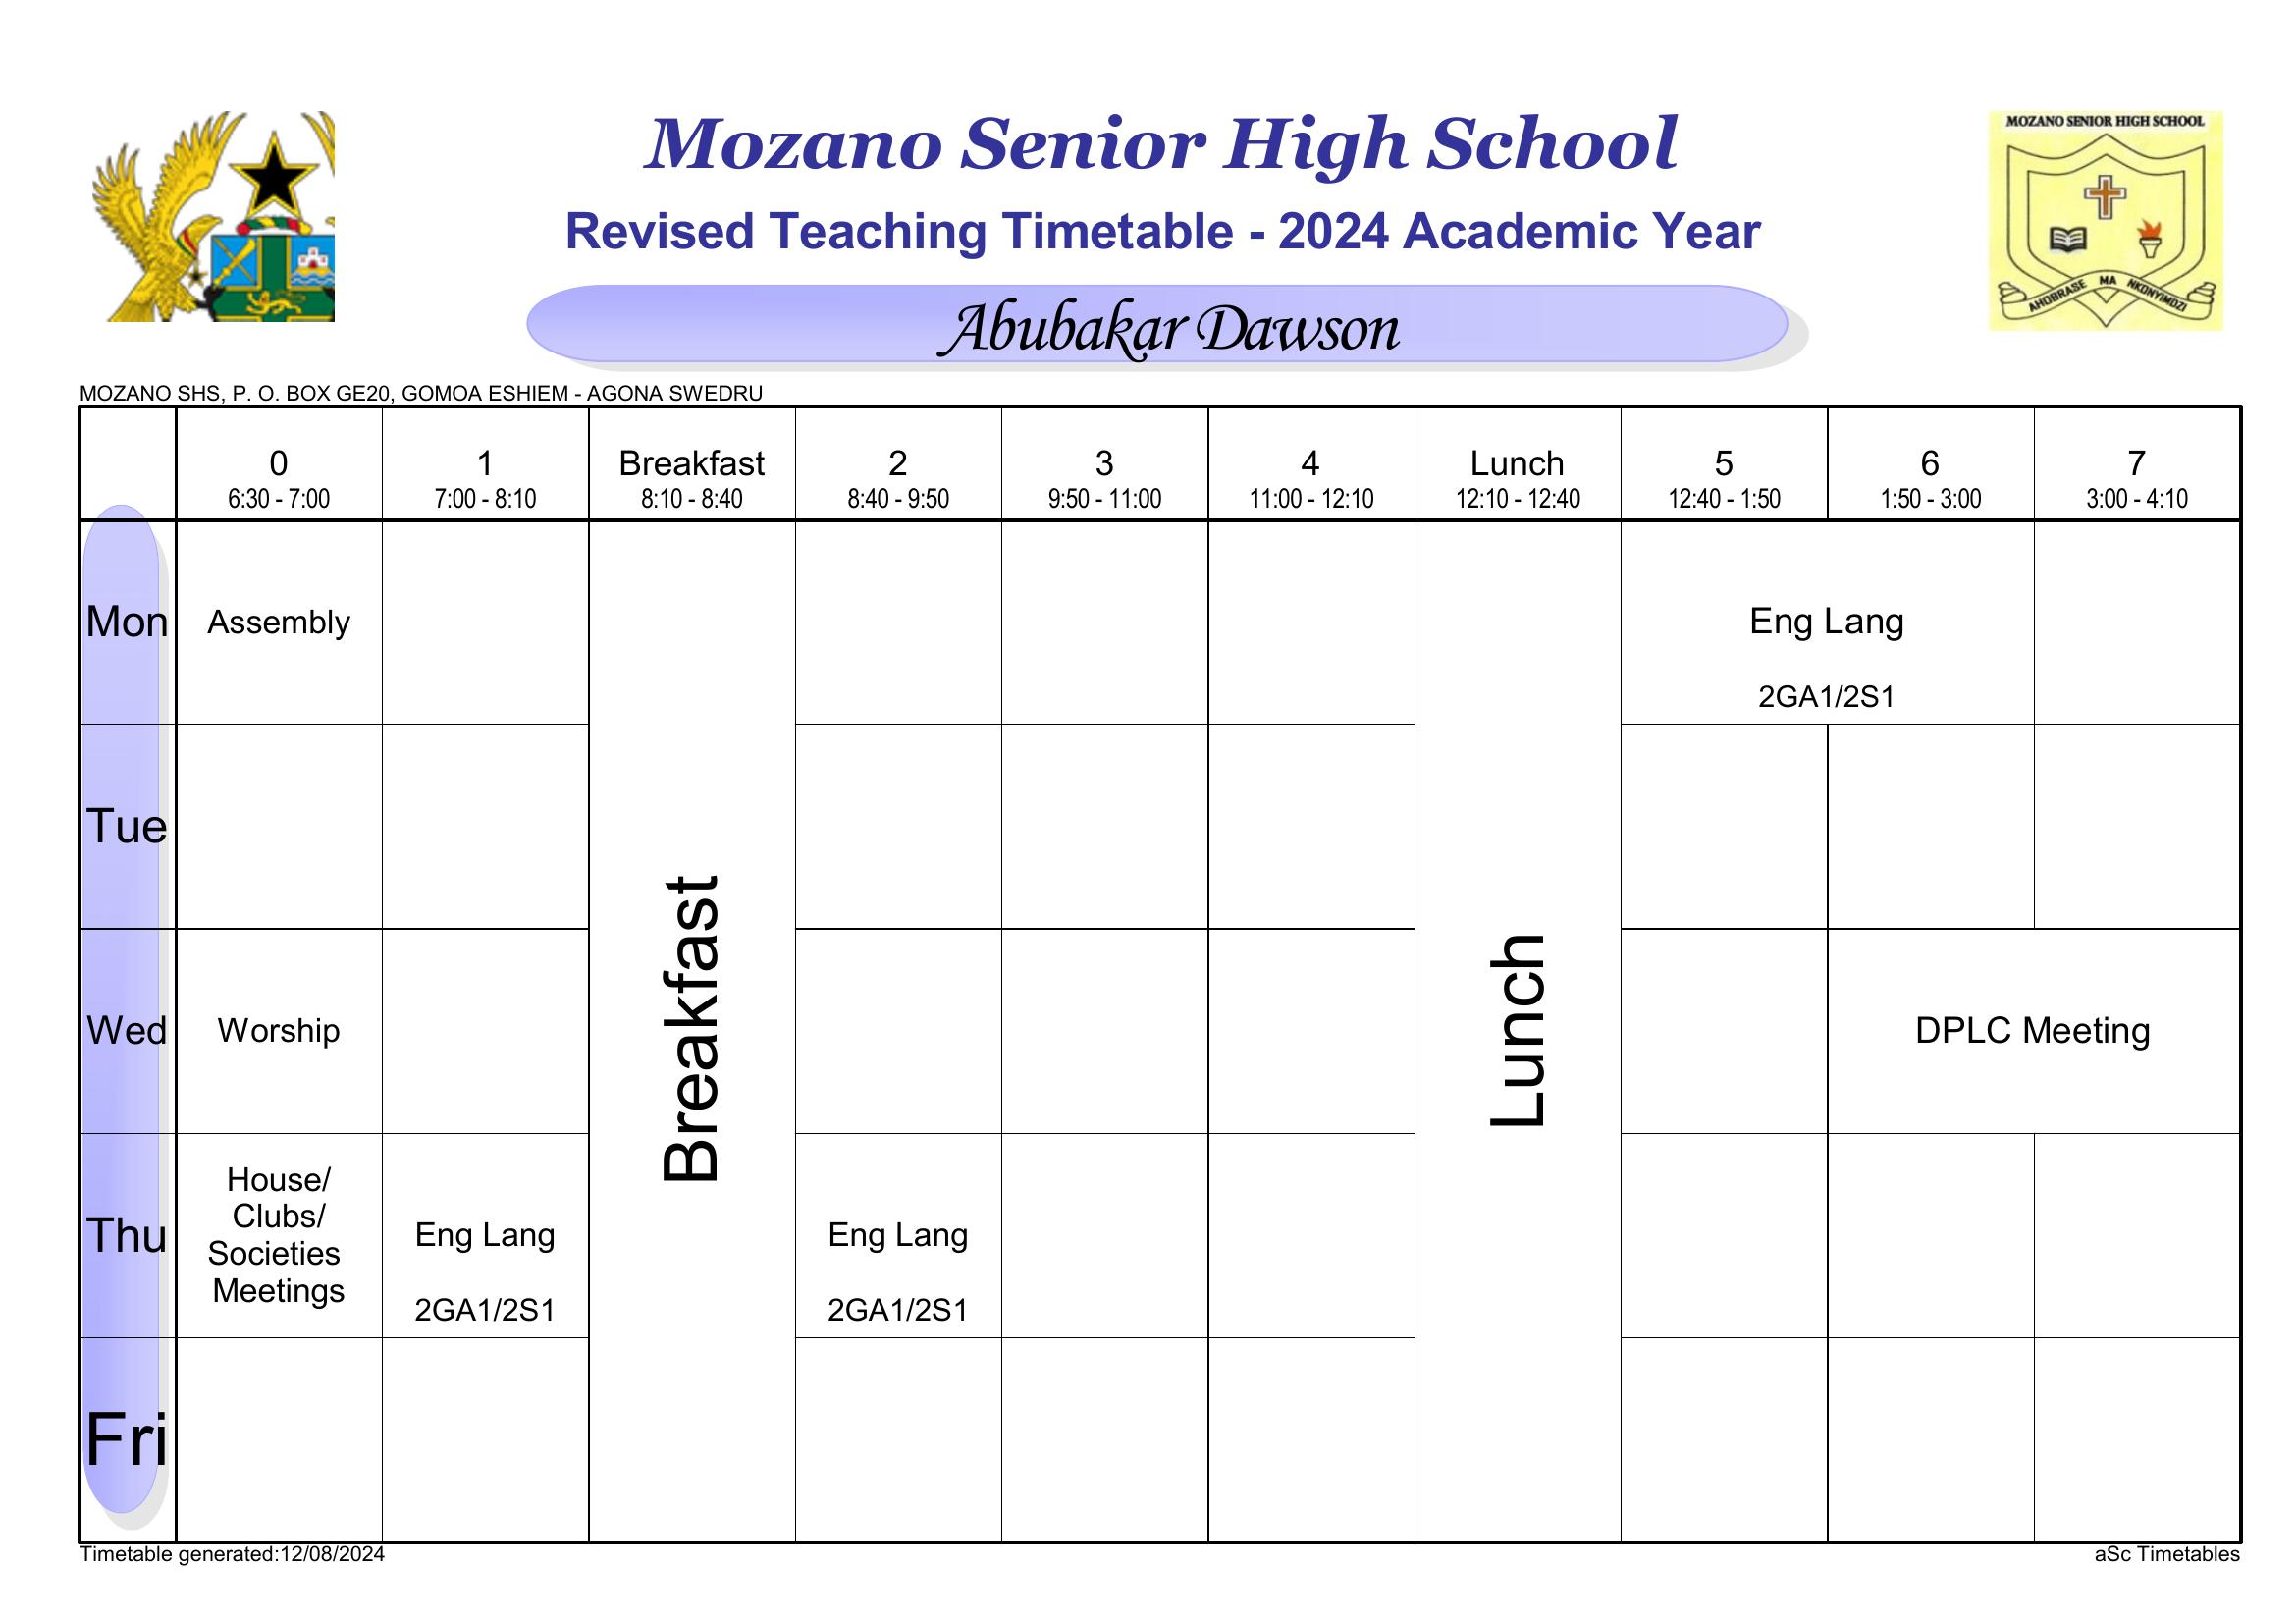 MOZANO SENIOR HIGH SCHOOL
AHOBRASE MA NKONYIMDZI
Mozano Senior High School
Revised Teaching Timetable - 2024 Academic Year
Abubakar Dawson
MOZANO SHS, P. O. BOX GE20, GOMOA ESHIEM - AGONA SWEDRU
0 1 Breakfast 2 3 4 Lunch 5 6 7
6:30 - 7:00 7:00 - 8:10 8:10 - 8:40 8:40 - 9:50 9:50 - 11:00 11:00 - 12:10 12:10 - 12:40 12:40 - 1:50 1:50 - 3:00 3:00 - 4:10
Mon Assembly Eng Lang
2GA1/2S1
Tue
Breakfast
Lunch
Wed Worship DPLC Meeting
House/
Clubs/
Thu Eng Lang Eng Lang
Societies
Meetings
2GA1/2S1 2GA1/2S1
Fri
Timetable generated:12/08/2024 aSc Timetables